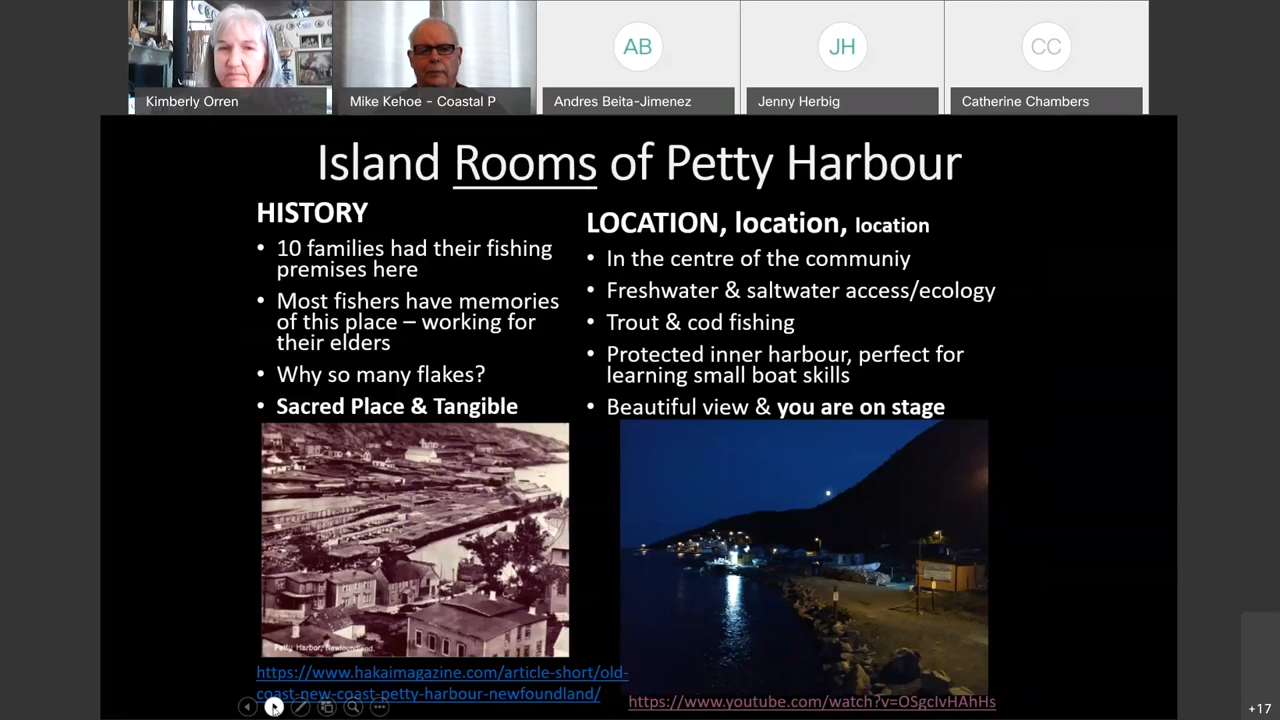 AB
JH
CC
Kimberly Orren
Mike Kehoe - Coastal P
Andres Beita-Jimenez
Jenny Herbig
Catherine Chambers
Island Rooms of Petty Harbour
HISTORY
• 10 families had their fishing
premises here
• Most fishers have memories
of this place – working for
their elders
• Why so many flakes?
• Sacred Place & Tangible
LOCATION, location, location
• In the centre of the communiy
• Freshwater & saltwater access/ecology
• Trout & cod fishing
• Protected inner harbour, perfect for
learning small boat skills
• Beautiful view & you are on stage
Petty Harbor, Newfoundland.
https://www.hakaimagazine.com/article-short/old-
coast-new-coast-petty-harbour-newfoundland/
https://www.youtube.com/watch?v=OSgcIvHAhHs
+17